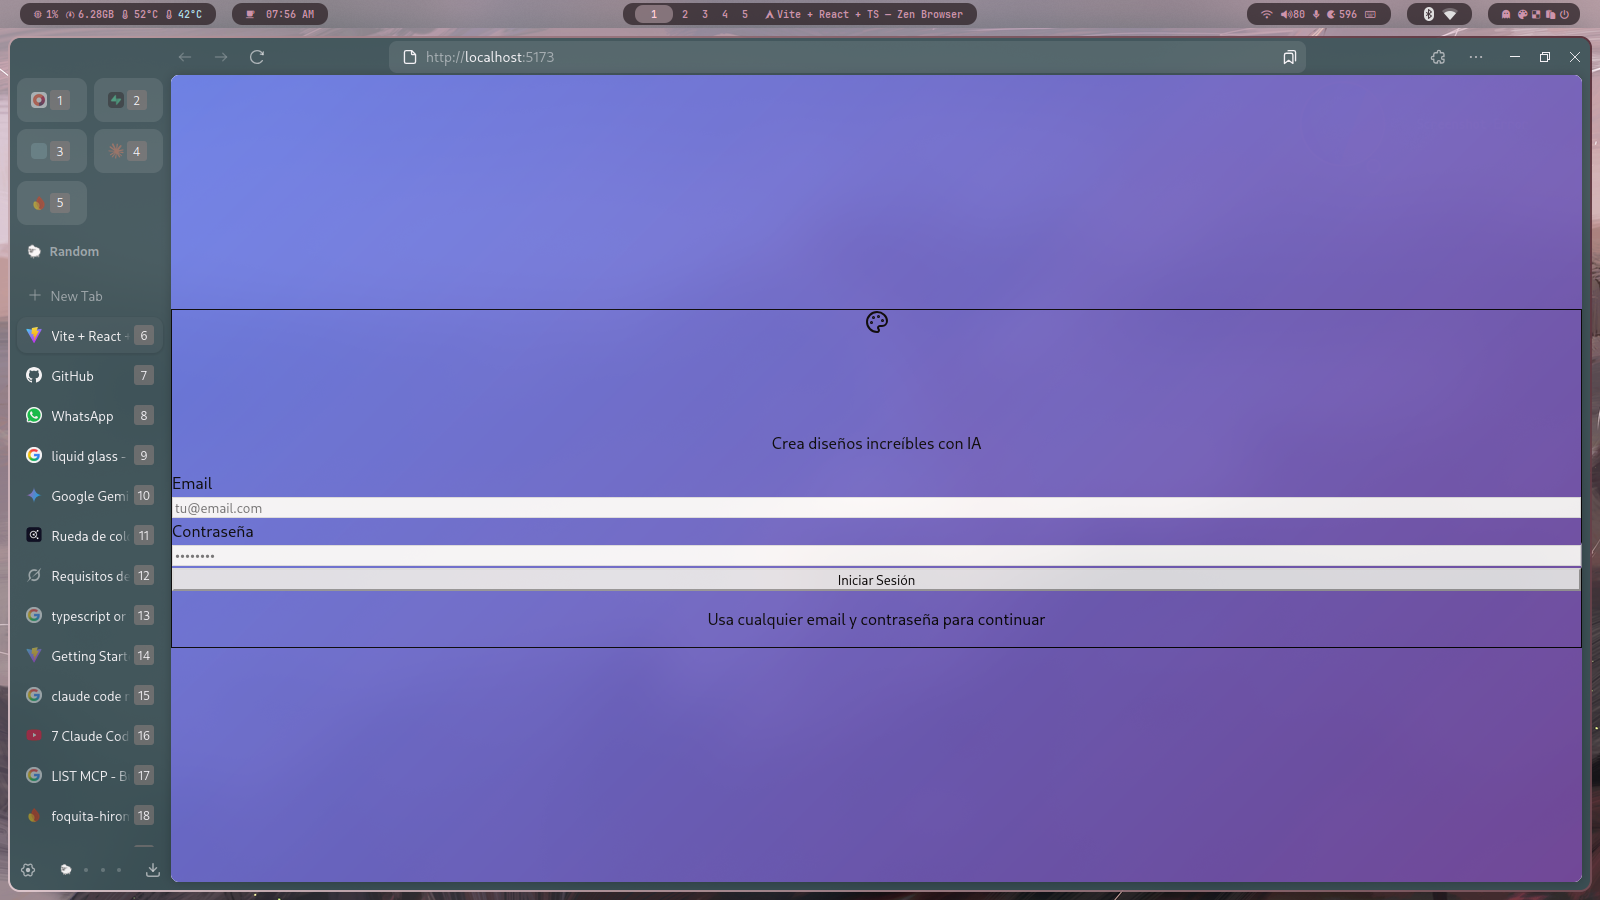 1% 6.28GB 52°C 42°C
07:56 AM
1 2 3 4 5 Vite + React + TS — Zen Browser
80 596
http://localhost:5173
1
2
3
4
5
Random
New Tab
Vite + React 6
GitHub 7
WhatsApp 8
liquid glass - 9
Google Gemi 10
Rueda de col 11
Requisitos de 12
typescript or 13
Getting Start 14
claude code r 15
7 Claude Cod 16
LIST MCP - B 17
foquita-hiron 18
Crea diseños increíbles con IA
Email
tu@email.com
Contraseña
••••••••
Iniciar Sesión
Usa cualquier email y contraseña para continuar